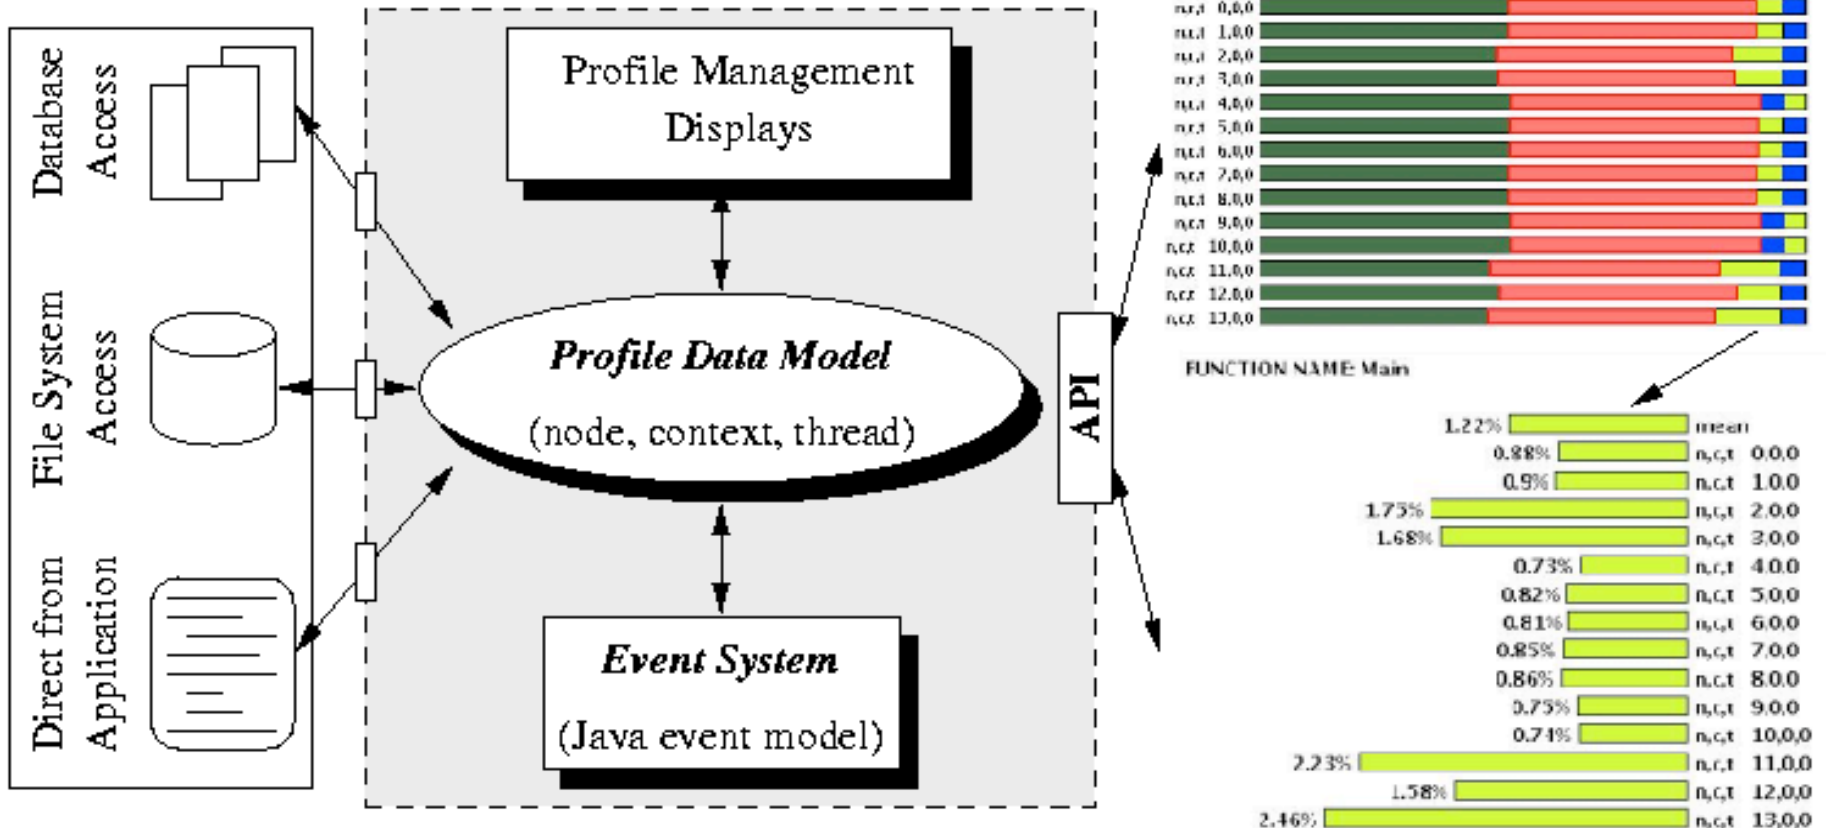 Database
Access
File System
Access
Direct from
Application
Profile Management
Displays
Profile Data Model
(node, context, thread)
Event System
(Java event model)
API
n,c,t 0,0,0
n,c,t 1,0,0
n,c,t 2,0,0
n,c,t 3,0,0
n,c,t 4,0,0
n,c,t 5,0,0
n,c,t 6,0,0
n,c,t 7,0,0
n,c,t 8,0,0
n,c,t 9,0,0
n,c,t 10,0,0
n,c,t 11,0,0
n,c,t 12,0,0
n,c,t 13,0,0
FUNCTION NAME: Main
1.22% mean
0.88% n,c,t 0,0,0
0.9% n,c,t 1,0,0
1.75% n,c,t 2,0,0
1.68% n,c,t 3,0,0
0.73% n,c,t 4,0,0
0.82% n,c,t 5,0,0
0.81% n,c,t 6,0,0
0.85% n,c,t 7,0,0
0.86% n,c,t 8,0,0
0.75% n,c,t 9,0,0
0.74% n,c,t 10,0,0
2.23% n,c,t 11,0,0
1.58% n,c,t 12,0,0
2.46% n,c,t 13,0,0